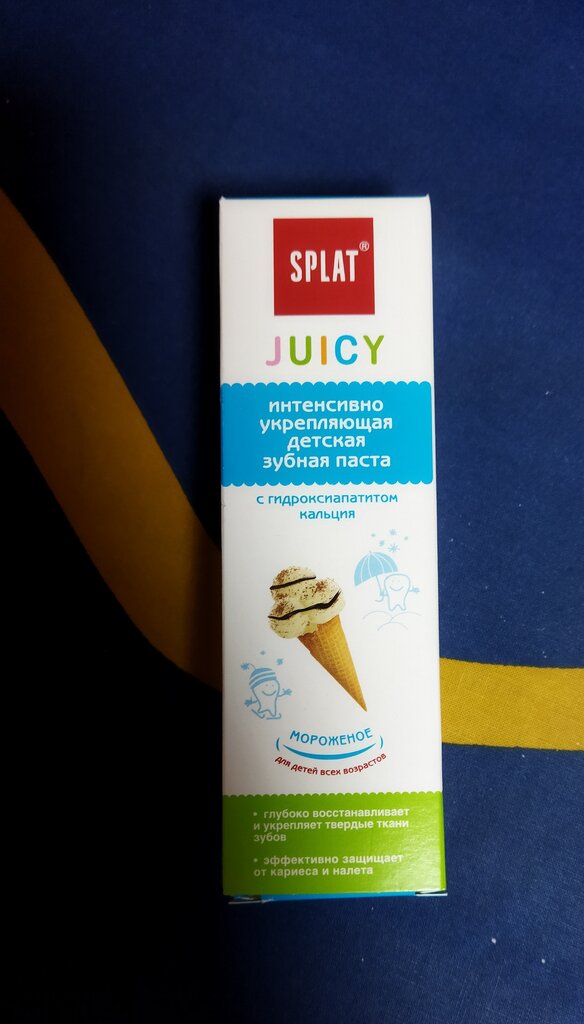 SPLAT®
JUICY
интенсивно
укрепляющая
детская
зубная паста
с гидроксиапатитом
кальция
МОРОЖЕНОЕ
для детей всех возрастов
• глубоко восстанавливает
и укрепляет твердые ткани
зубов
• эффективно защищает
от кариеса и налета